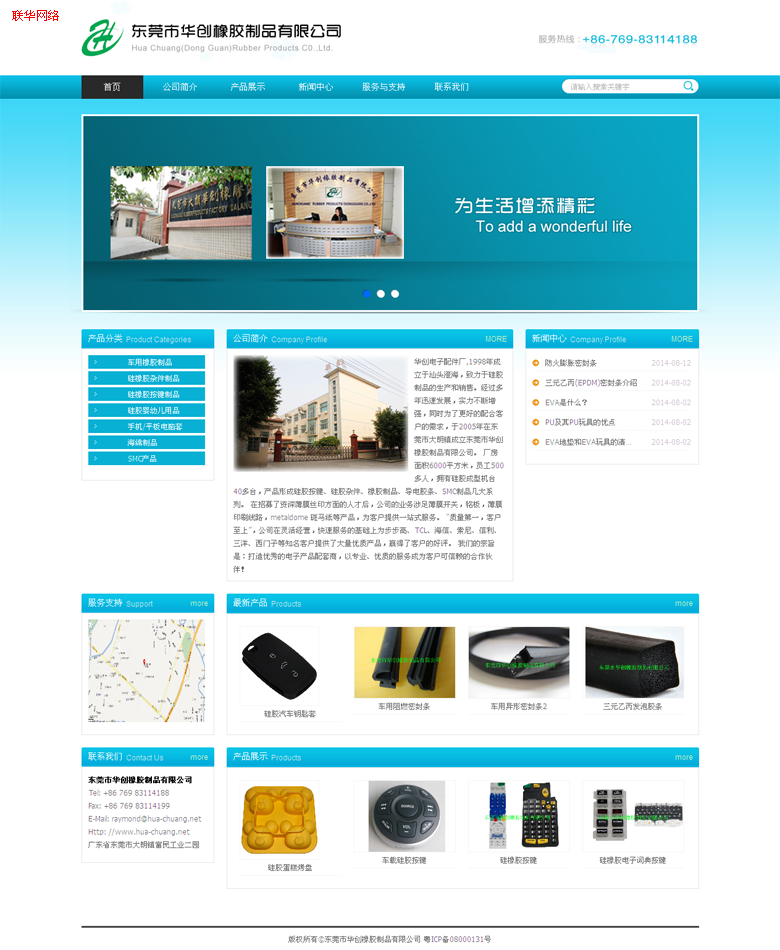 联华网络
东莞市华创橡胶制品有限公司
Hua Chuang(Dong Guan)Rubber Products C0.,Ltd.
服务热线：+86-769-83114188
首页
公司简介
产品展示
新闻中心
服务与支持
联系我们
请输入搜索关键字
为生活增添精彩
To add a wonderful life
产品分类 Product Categories
车用橡胶制品
硅橡胶杂件制品
硅橡胶按键制品
硅胶婴幼儿用品
手机/平板电脑套
海绵制品
SMC产品
公司简介 Company Profile
MORE
华创电子配件厂,1998年成
立于汕头澄海，致力于硅胶
制品的生产和销售。经过多
年迅速发展，实力不断增
强，同时为了更好的配合客
户的需求，于2005年在东
莞市大朗镇成立东莞市华创
橡胶制品有限公司。 厂房
面积6000平方米，员工500
多人，拥有硅胶成型机台
40多台，产品形成硅胶按键、硅胶杂件、橡胶制品、导电胶条、SMC制品几大系
列。 在招募了资深薄膜丝印方面的人才后，公司的业务涉足薄膜开关，铭板，薄膜
印刷线路，metaldome 斑马纸等产品，为客户提供一站式服务。 "质量第一，客户
至上"，公司在灵活经营，快速服务的基础上为步步高、TCL、海信、索尼、佳利、
三洋、西门子等知名客户提供了大量优质产品，赢得了客户的好评。 我们的宗旨
是：打造优秀的电子产品配套商，以专业、优质的服务成为客户可信赖的合作伙
伴!
新闻中心 Company Profile
MORE
防火膨胀密封条 2014-08-12
三元乙丙(EPDM)密封条介绍 2014-08-02
EVA是什么？ 2014-08-02
PU及其PU玩具的优点 2014-08-02
EVA地垫和EVA玩具的清... 2014-08-02
服务支持 Support
more
最新产品 Products
more
硅胶汽车钥匙套
车用阻燃密封条
车用异形密封条2
三元乙丙发泡胶条
联系我们 Contact Us
more
东莞市华创橡胶制品有限公司
Tel: +86 769 83114188
Fax: +86 769 83114199
E-Mail: raymond@hua-chuang.net
Http: //www.hua-chuang.net
广东省东莞市大朗镇富民工业二园
产品展示 Products
more
硅胶蛋糕烤盘
车载硅胶按键
硅橡胶按键
硅橡胶电子词典按键
版权所有©东莞市华创橡胶制品有限公司 粤ICP备08000131号